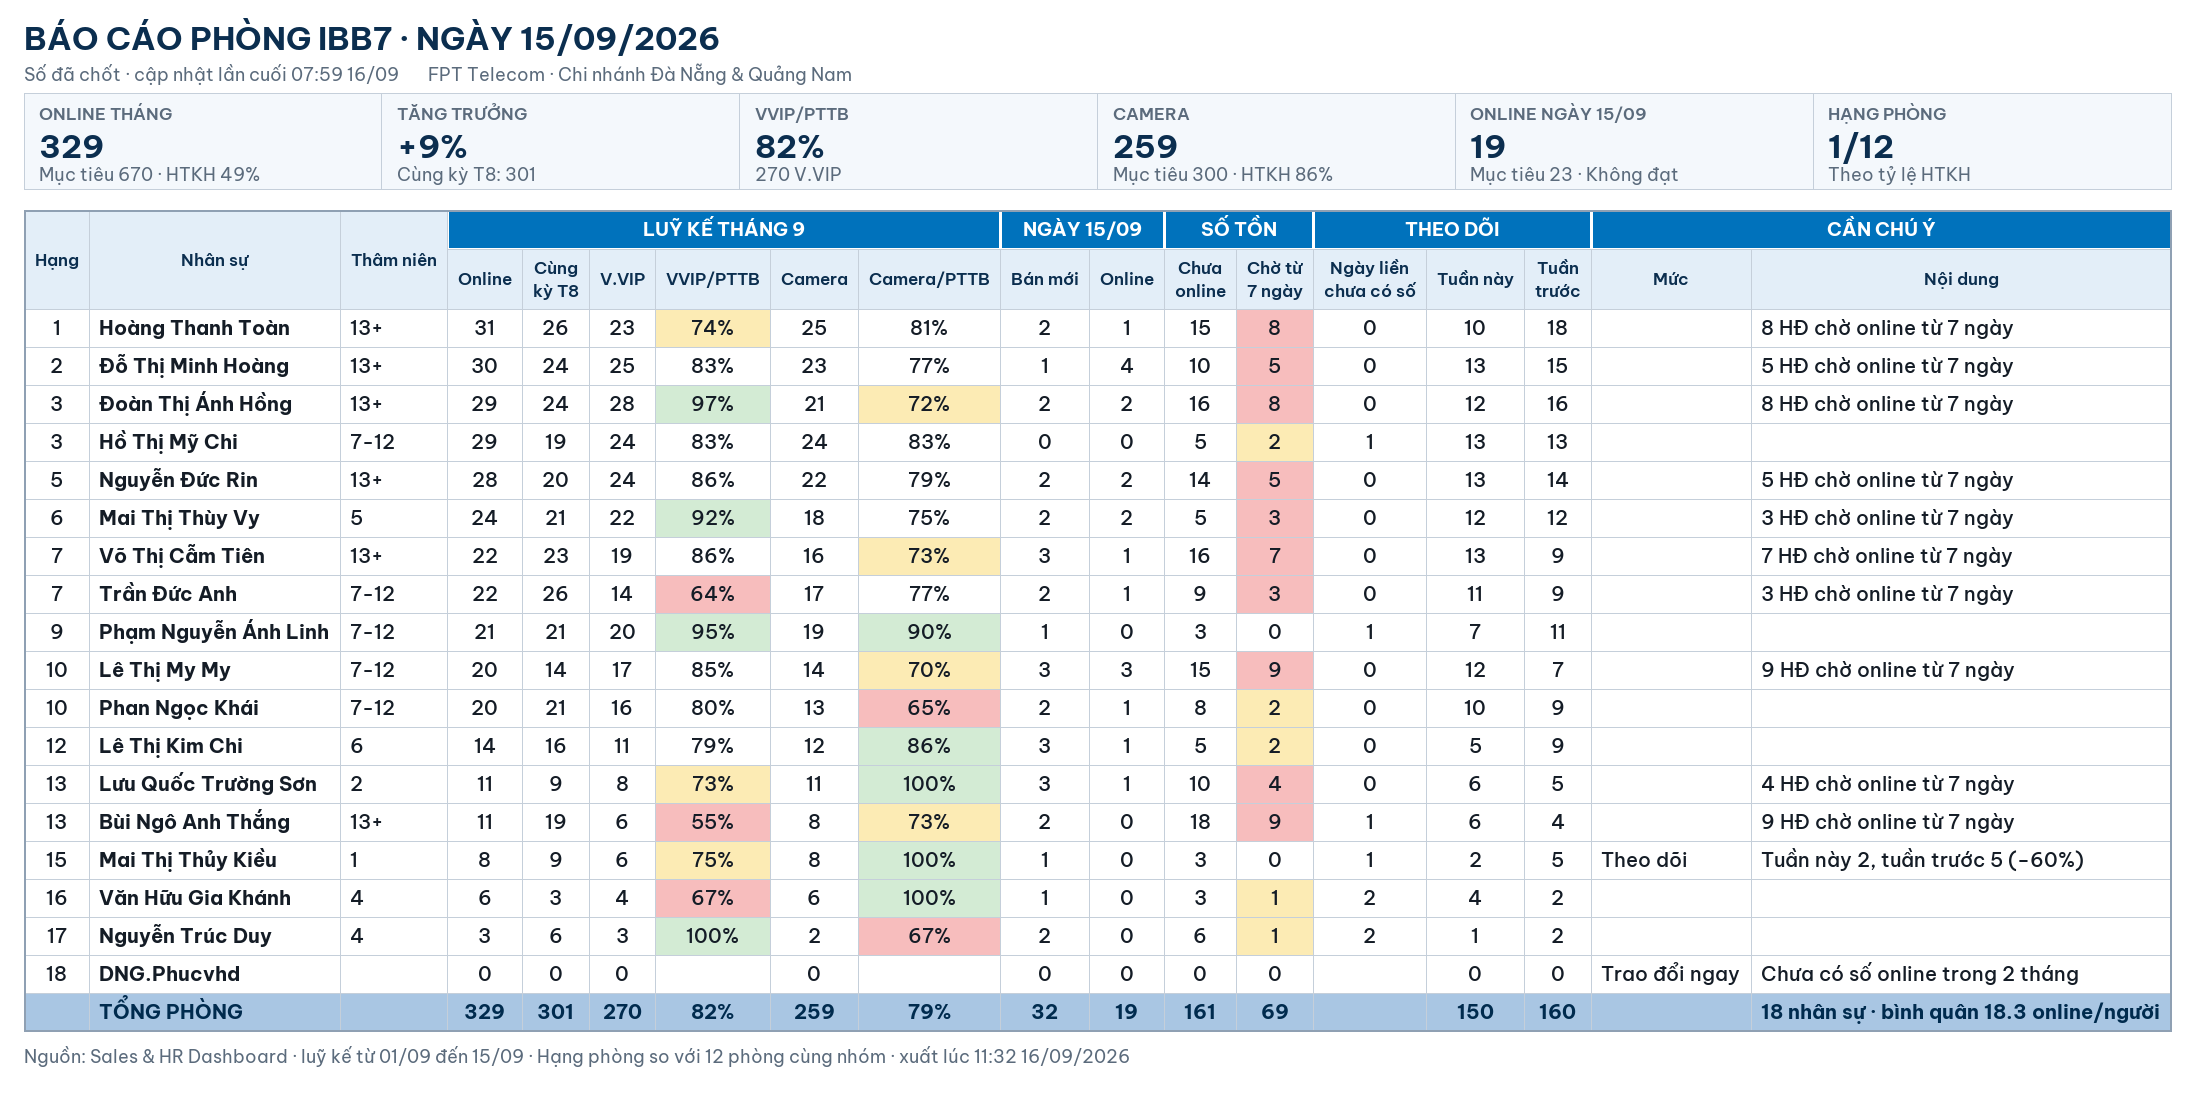 BÁO CÁO PHÒNG IBB7 · NGÀY 15/09/2026
Số đã chốt · cập nhật lần cuối 07:59 16/09 FPT Telecom · Chi nhánh Đà Nẵng & Quảng Nam
ONLINE THÁNG TĂNG TRƯỞNG VVIP/PTTB CAMERA ONLINE NGÀY 15/09 HẠNG PHÒNG
329 +9% 82% 259 19 1/12
Mục tiêu 670 · HTKH 49% Cùng kỳ T8: 301 270 V.VIP Mục tiêu 300 · HTKH 86% Mục tiêu 23 · Không đạt Theo tỷ lệ HTKH
LUỸ KẾ THÁNG 9 NGÀY 15/09 SỐ TỒN THEO DÕI CẦN CHÚ Ý
Hạng Nhân sự Thâm niên Online Cùng kỳ T8 V.VIP VVIP/PTTB Camera Camera/PTTB Bán mới Online Chưa online Chờ từ 7 ngày Ngày liền chưa có số Tuần này Tuần trước Mức Nội dung
1 Hoàng Thanh Toàn 13+ 31 26 23 74% 25 81% 2 1 15 8 0 10 18 8 HĐ chờ online từ 7 ngày
2 Đỗ Thị Minh Hoàng 13+ 30 24 25 83% 23 77% 1 4 10 5 0 13 15 5 HĐ chờ online từ 7 ngày
3 Đoàn Thị Ánh Hồng 13+ 29 24 28 97% 21 72% 2 2 16 8 0 12 16 8 HĐ chờ online từ 7 ngày
3 Hồ Thị Mỹ Chi 7-12 29 19 24 83% 24 83% 0 0 5 2 1 13 13
5 Nguyễn Đức Rin 13+ 28 20 24 86% 22 79% 2 2 14 5 0 13 14 5 HĐ chờ online từ 7 ngày
6 Mai Thị Thùy Vy 5 24 21 22 92% 18 75% 2 2 5 3 0 12 12 3 HĐ chờ online từ 7 ngày
7 Võ Thị Cẫm Tiên 13+ 22 23 19 86% 16 73% 3 1 16 7 0 13 9 7 HĐ chờ online từ 7 ngày
7 Trần Đức Anh 7-12 22 26 14 64% 17 77% 2 1 9 3 0 11 9 3 HĐ chờ online từ 7 ngày
9 Phạm Nguyễn Ánh Linh 7-12 21 21 20 95% 19 90% 1 0 3 0 1 7 11
10 Lê Thị My My 7-12 20 14 17 85% 14 70% 3 3 15 9 0 12 7 9 HĐ chờ online từ 7 ngày
10 Phan Ngọc Khái 7-12 20 21 16 80% 13 65% 2 1 8 2 0 10 9
12 Lê Thị Kim Chi 6 14 16 11 79% 12 86% 3 1 5 2 0 5 9
13 Lưu Quốc Trường Sơn 2 11 9 8 73% 11 100% 3 1 10 4 0 6 5 4 HĐ chờ online từ 7 ngày
13 Bùi Ngô Anh Thắng 13+ 11 19 6 55% 8 73% 2 0 18 9 1 6 4 9 HĐ chờ online từ 7 ngày
15 Mai Thị Thủy Kiều 1 8 9 6 75% 8 100% 1 0 3 0 1 2 5 Theo dõi Tuần này 2, tuần trước 5 (-60%)
16 Văn Hữu Gia Khánh 4 6 3 4 67% 6 100% 1 0 3 1 2 4 2
17 Nguyễn Trúc Duy 4 3 6 3 100% 2 67% 2 0 6 1 2 1 2
18 DNG.Phucvhd 0 0 0 0 0 0 0 0 0 0 Trao đổi ngay Chưa có số online trong 2 tháng
TỔNG PHÒNG 329 301 270 82% 259 79% 32 19 161 69 150 160 18 nhân sự · bình quân 18.3 online/người
Nguồn: Sales & HR Dashboard · luỹ kế từ 01/09 đến 15/09 · Hạng phòng so với 12 phòng cùng nhóm · xuất lúc 11:32 16/09/2026